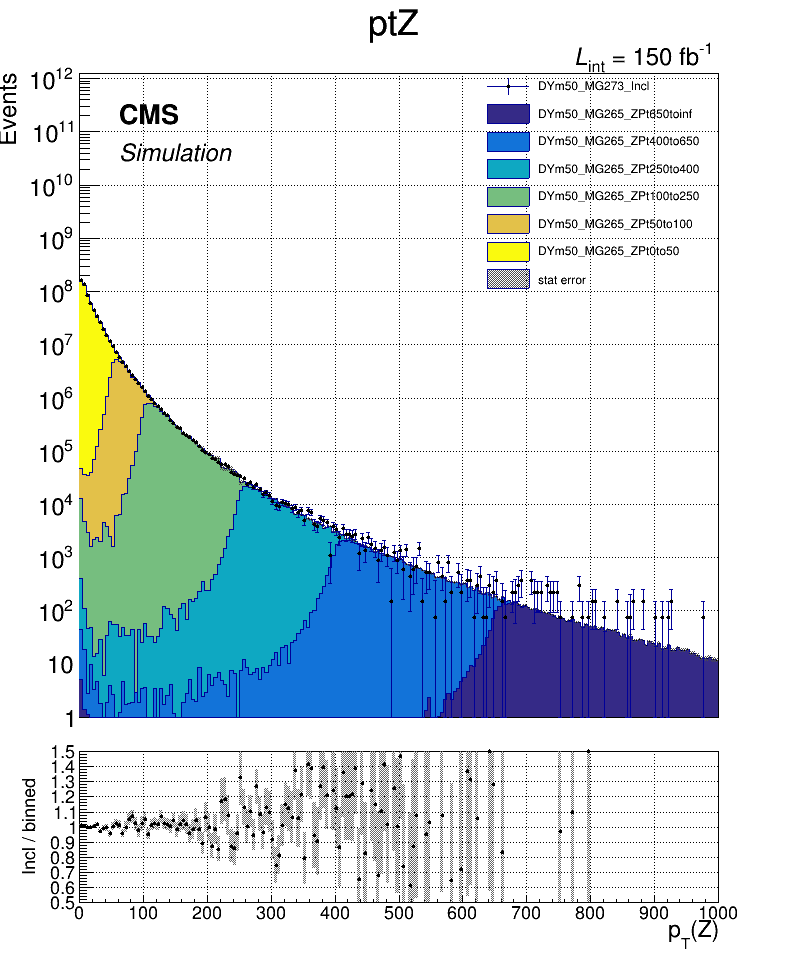 ptZ
L_int = 150 fb^-1
Events
CMS
Simulation
DYm50_MG273_Incl
DYm50_MG265_ZPt650toinf
DYm50_MG265_ZPt400to650
DYm50_MG265_ZPt250to400
DYm50_MG265_ZPt100to250
DYm50_MG265_ZPt50to100
DYm50_MG265_ZPt0to50
stat error
10^12
10^11
10^10
10^9
10^8
10^7
10^6
10^5
10^4
10^3
10^2
10
1
Incl / binned
1.5
1.4
1.3
1.2
1.1
1
0.9
0.8
0.7
0.6
0.5
0 100 200 300 400 500 600 700 800 900 1000
p_T(Z)